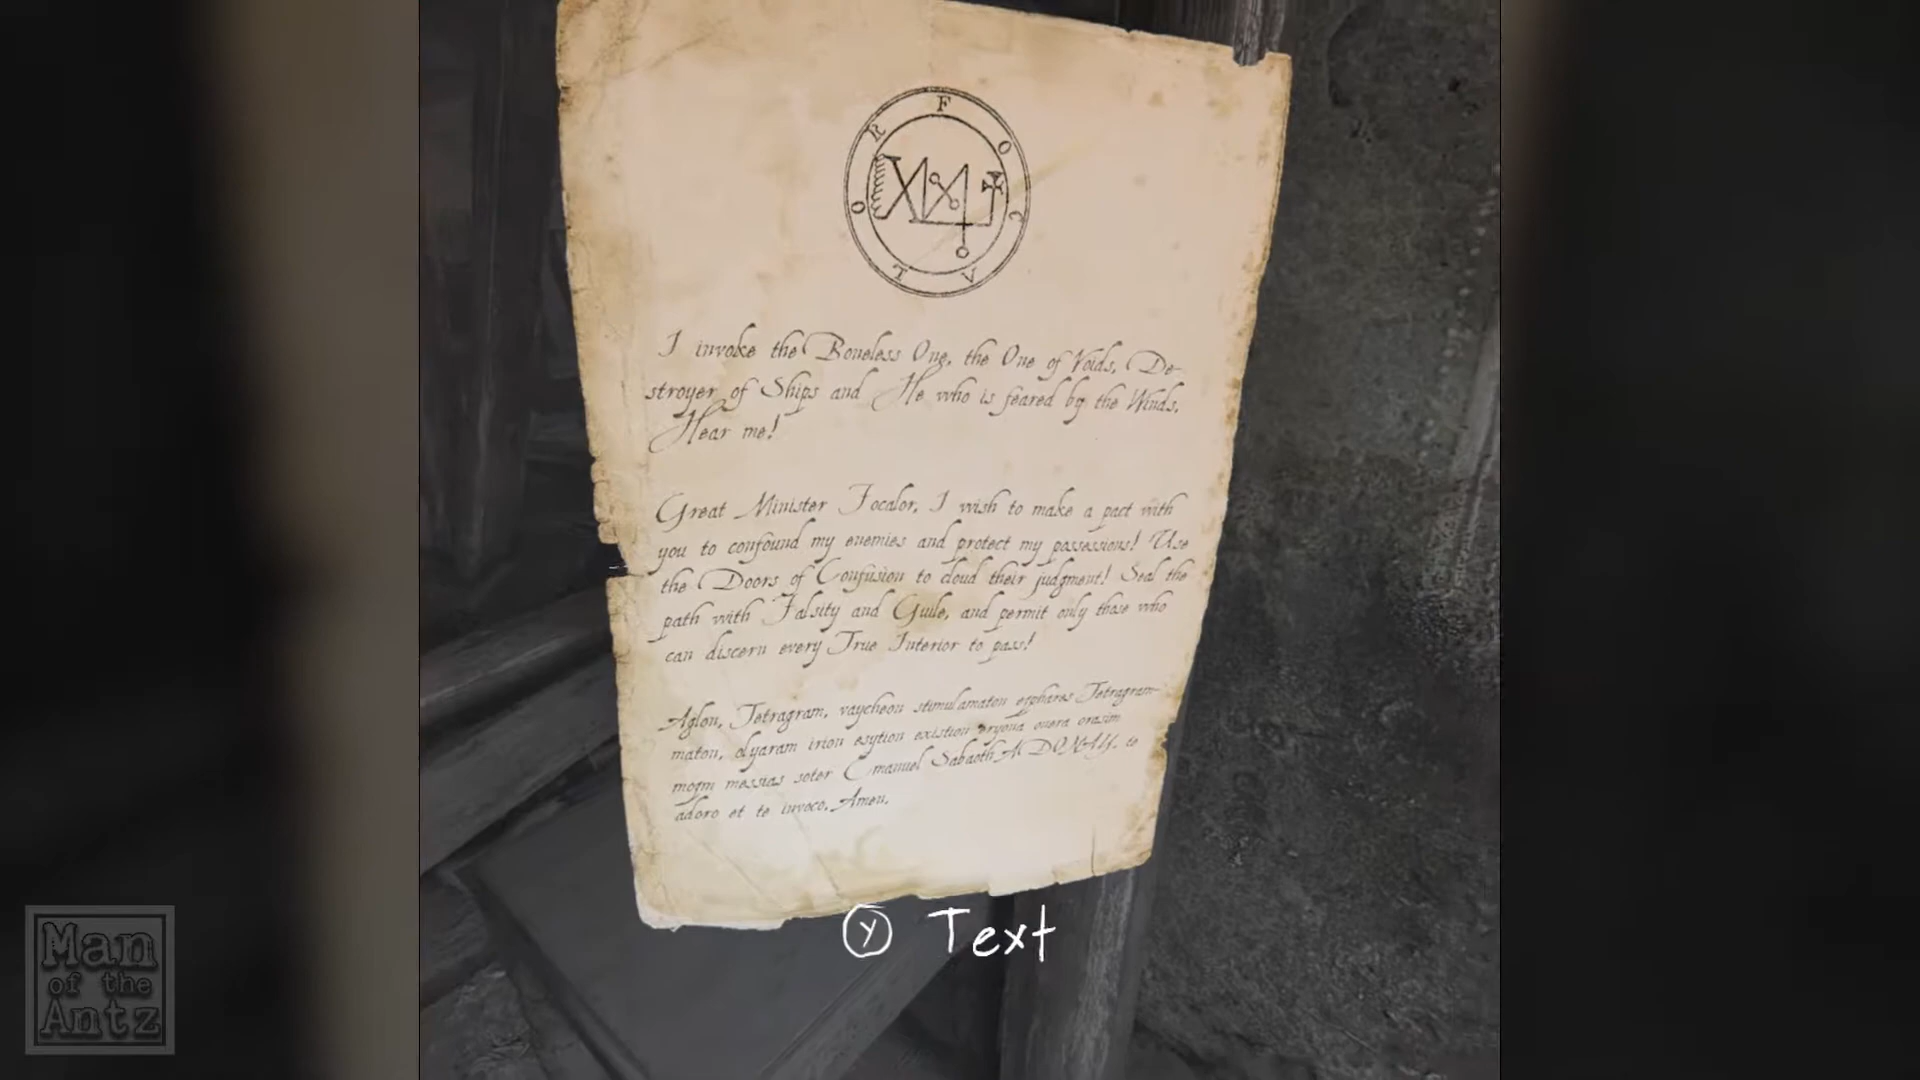 F O C V T O R
I invoke the Boneless One, the One of Voids, De-
stroyer of Ships and He who is feared by the Winds.
Hear me!
Great Minister Focalor, I wish to make a pact with
you to confound my enemies and protect my possessions! Use
the Doors of Confusion to cloud their judgment! Seal the
path with Falsity and Guile, and permit only those who
can discern every True Interior to pass!
Aglon, Tetragram, vaycheon stimulamaton erphares Tetragram-
maton, olyaram irion esytion existion eryona onera orasim
mozm messias soter Emanuel Sabaoth ADONAY, te
adoro et te invoco. Amen.
Y Text
Man
of the
Antz